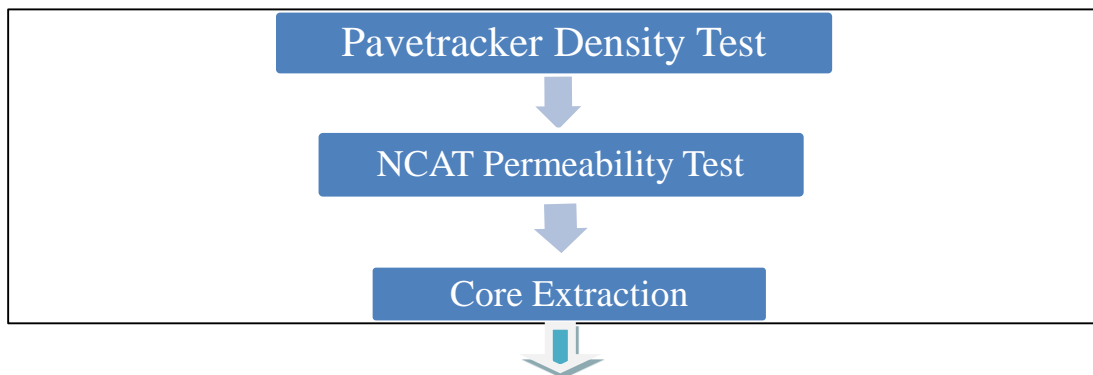 Pavetracker Density Test
NCAT Permeability Test
Core Extraction